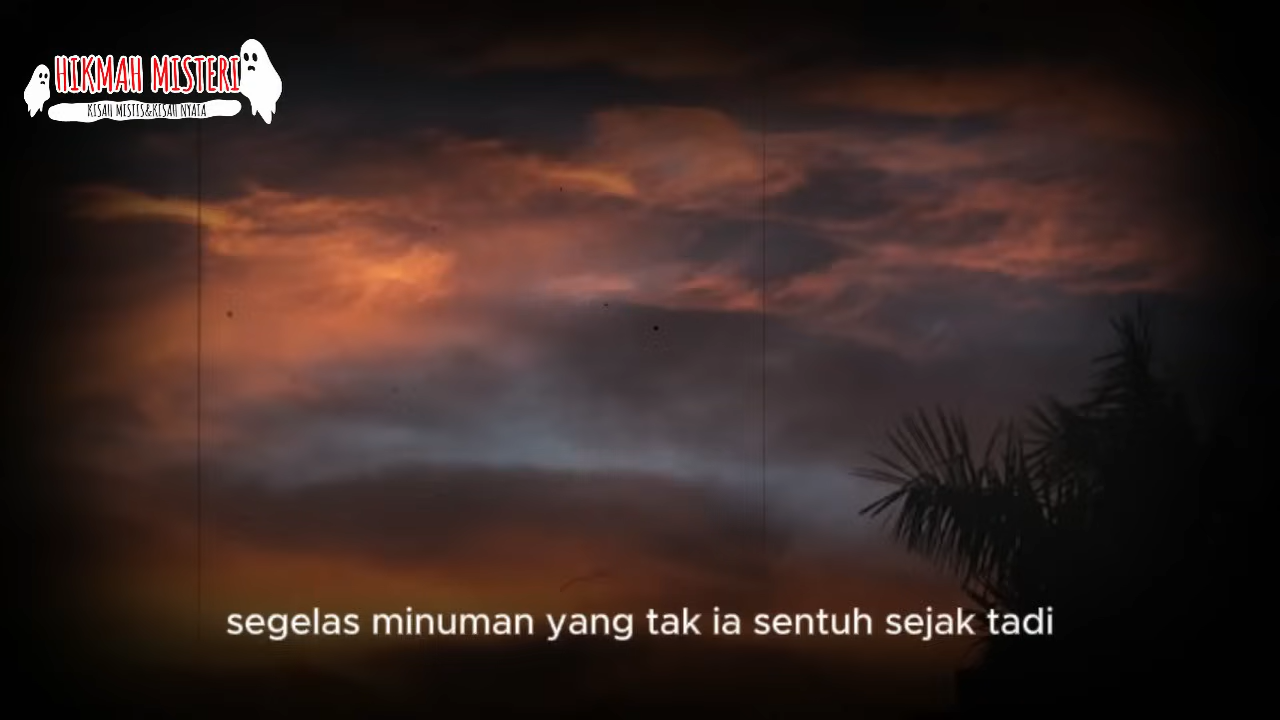 HIKMAH MISTERI
KISAH MISTIS&KISAH NYATA
segelas minuman yang tak ia sentuh sejak tadi